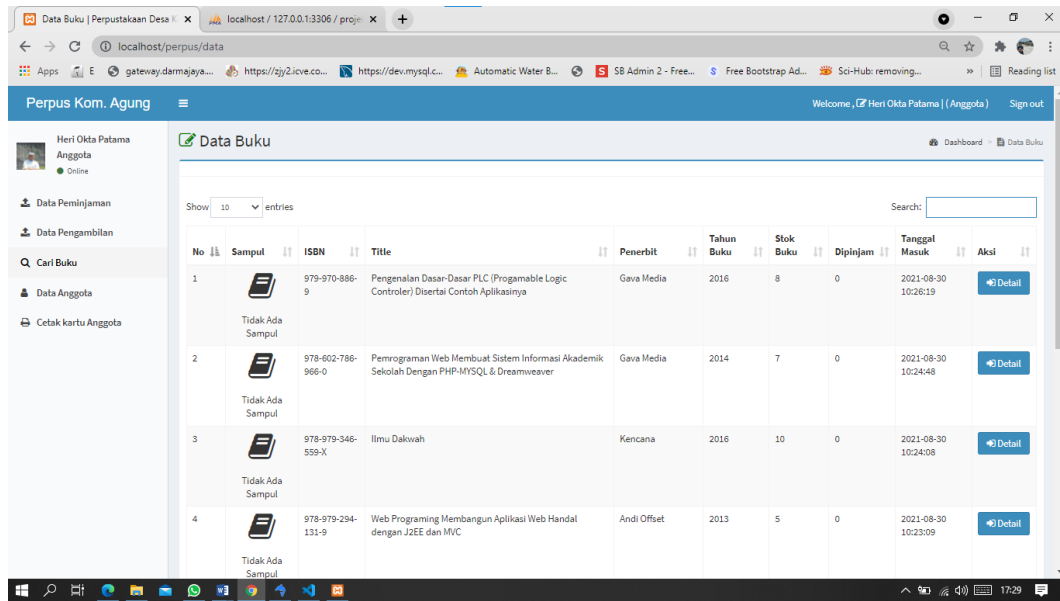 Data Buku | Perpustakaan Desa K
localhost / 127.0.0.1:3306 / proje
localhost/perpus/data
Apps
E
gateway.darmajaya....
https://zjy2.icve.co...
https://dev.mysql.c...
Automatic Water B...
SB Admin 2 - Free...
Free Bootstrap Ad...
Sci-Hub: removing...
»
Reading list
Perpus Kom. Agung
Welcome , Heri Okta Patama | ( Anggota )
Sign out
Heri Okta Patama
Anggota
Online
Data Peminjaman
Data Pengambilan
Cari Buku
Data Anggota
Cetak kartu Anggota
Data Buku
Dashboard > Data Buku
Show 10 entries
Search:
No Sampul ISBN Title Penerbit Tahun Buku Stok Buku Dipinjam Tanggal Masuk Aksi
1 Tidak Ada Sampul 979-970-886-9 Pengenalan Dasar-Dasar PLC (Progamable Logic Controler) Disertai Contoh Aplikasinya Gava Media 2016 8 0 2021-08-30 10:26:19 Detail
2 Tidak Ada Sampul 978-602-786-966-0 Pemrograman Web Membuat Sistem Informasi Akademik Sekolah Dengan PHP-MYSQL & Dreamweaver Gava Media 2014 7 0 2021-08-30 10:24:48 Detail
3 Tidak Ada Sampul 978-979-346-559-X Ilmu Dakwah Kencana 2016 10 0 2021-08-30 10:24:08 Detail
4 Tidak Ada Sampul 978-979-294-131-9 Web Programing Membangun Aplikasi Web Handal dengan J2EE dan MVC Andi Offset 2013 5 0 2021-08-30 10:23:09 Detail
17:29